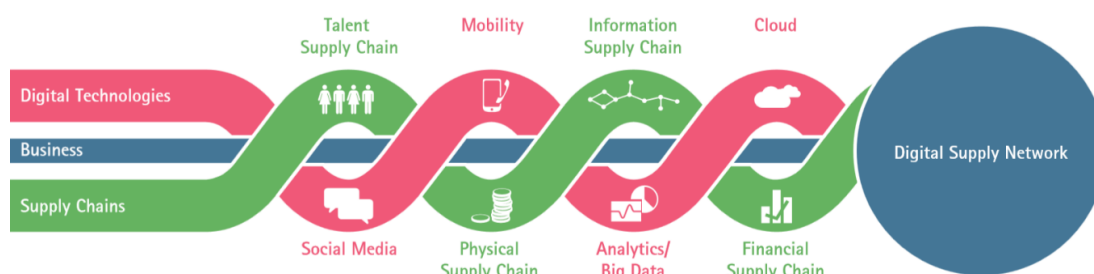 Talent
Supply Chain
Mobility
Information
Supply Chain
Cloud
Digital Technologies
Business
Supply Chains
Digital Supply Network
Social Media
Physical
Supply Chain
Analytics/
Big Data
Financial
Supply Chain